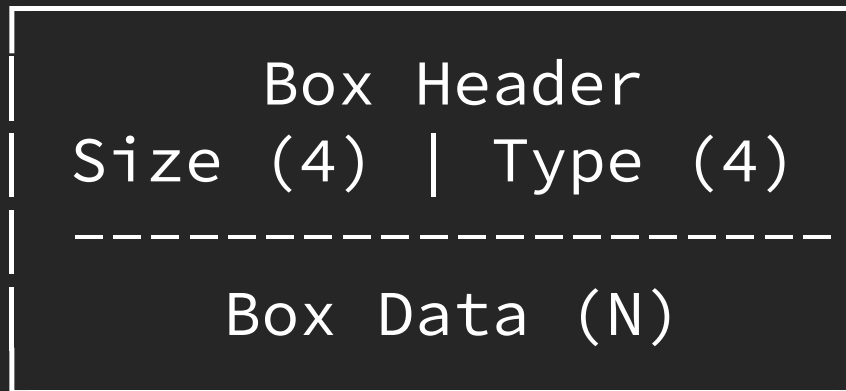 Box Header
Size (4) | Type (4)
--------------------
Box Data (N)